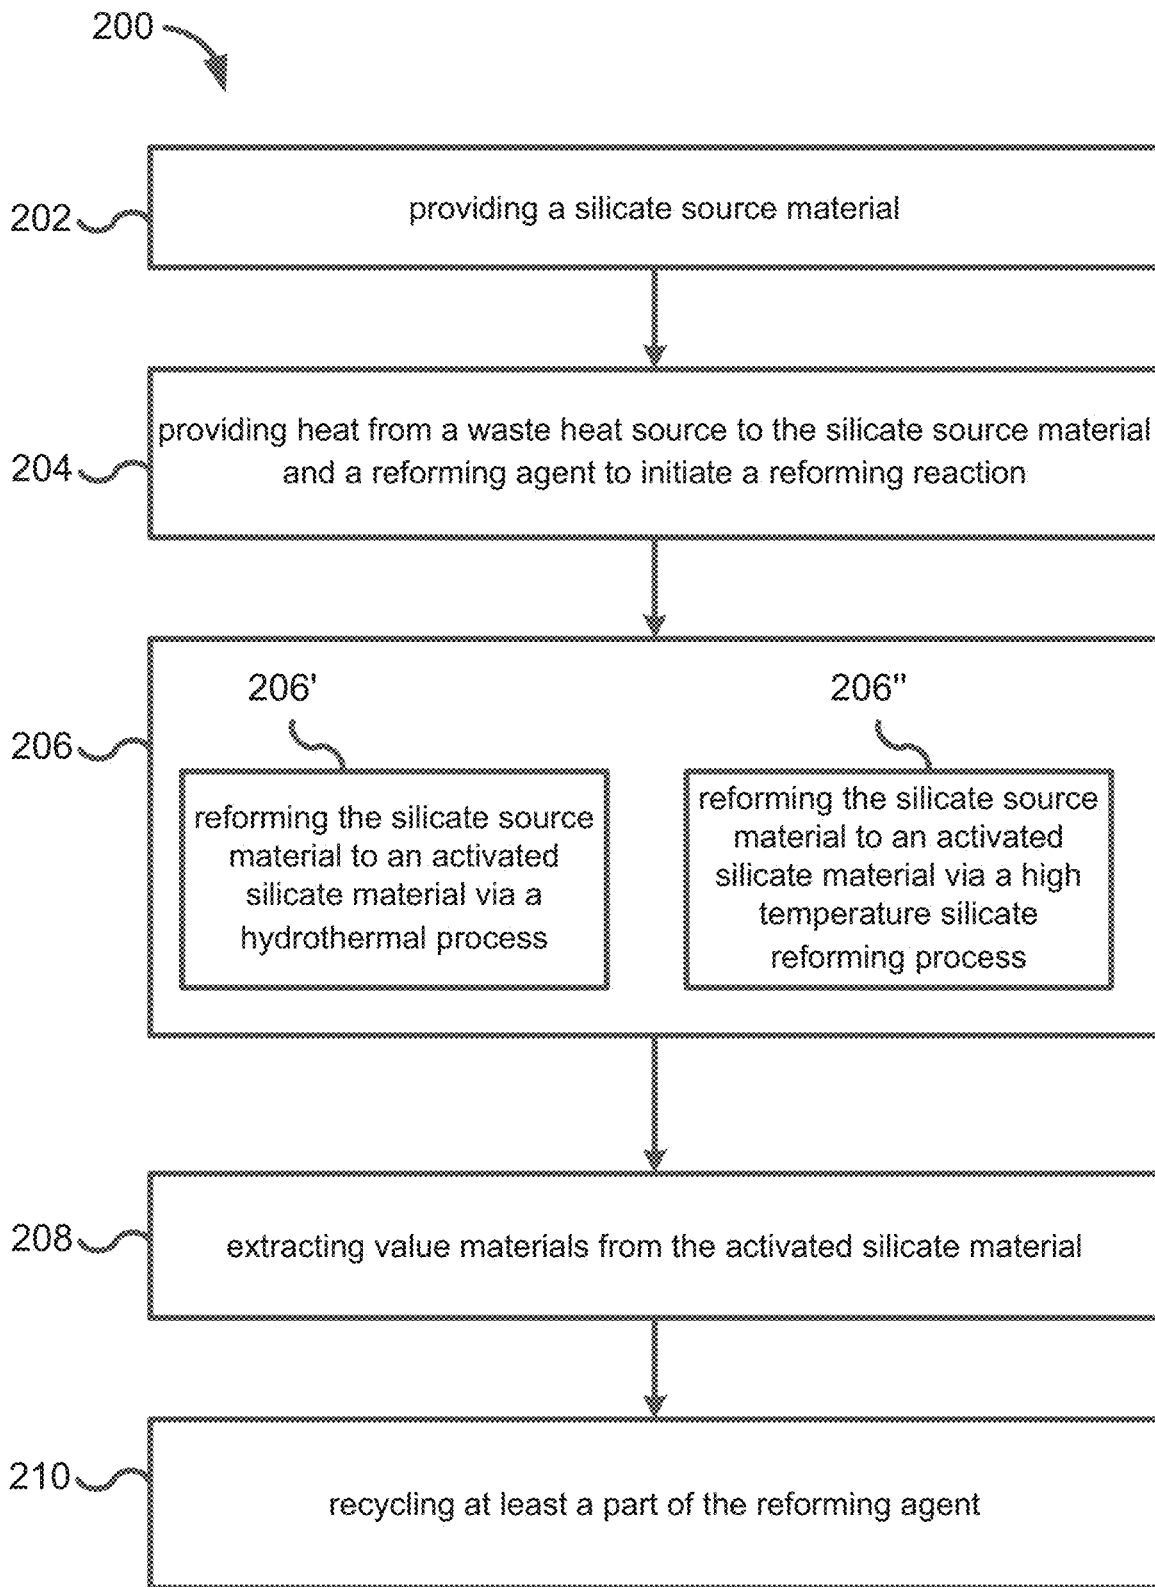 200
202
providing a silicate source material
204
providing heat from a waste heat source to the silicate source material
and a reforming agent to initiate a reforming reaction
206
206'
reforming the silicate source
material to an activated
silicate material via a
hydrothermal process
206"
reforming the silicate source
material to an activated
silicate material via a high
temperature silicate
reforming process
208
extracting value materials from the activated silicate material
210
recycling at least a part of the reforming agent